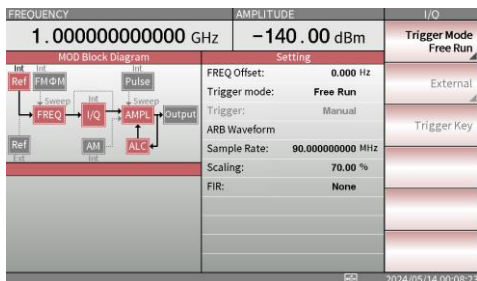 FREQUENCY
AMPLITUDE
I/Q
1.000000000000 GHz
-140.00 dBm
Trigger Mode
Free Run
External
Trigger Key
MOD Block Diagram
Int
Int
Int
Ref
FMΦM
Pulse
Sweep
Int
Sweep
FREQ
I/Q
AMPL
Output
Ref
AM
ALC
Ext
Int
Setting
FREQ Offset: 0.000 Hz
Trigger mode: Free Run
Trigger: Manual
ARB Waveform
Sample Rate: 90.000000000 MHz
Scaling: 70.00 %
FIR: None
2024/05/14 00:08:23